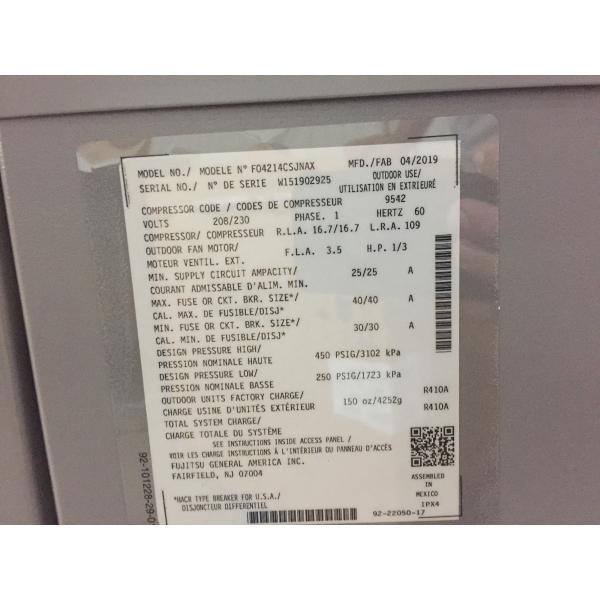 MODEL NO./ MODELE N° FO4214CSJNAX MFD./FAB 04/2019
SERIAL NO./ N° DE SERIE W151902925 OUTDOOR USE/
UTILISATION EN EXTRIEURÉ
COMPRESSOR CODE / CODES DE COMPRESSEUR 9542
VOLTS 208/230 PHASE. 1 HERTZ 60
COMPRESSOR/ COMPRESSEUR R.L.A. 16.7/16.7 L.R.A. 109
OUTDOOR FAN MOTOR/ F.L.A. 3.5 H.P. 1/3
MOTEUR VENTIL. EXT.
MIN. SUPPLY CIRCUIT AMPACITY/ 25/25 A
COURANT ADMISSABLE D'ALIM. MIN.
MAX. FUSE OR CKT. BKR. SIZE*/ 40/40 A
CAL. MAX. DE FUSIBLE/DISJ*
MIN. FUSE OR CKT. BRK. SIZE*/ 30/30 A
CAL. MIN. DE FUSIBLE/DISJ*
DESIGN PRESSURE HIGH/ 450 PSIG/3102 kPa
PRESSION NOMINALE HAUTE
DESIGN PRESSURE LOW/ 250 PSIG/1723 kPa
PRESSION NOMINALE BASSE
OUTDOOR UNITS FACTORY CHARGE/ 150 oz/4252g R410A
CHARGE USINE D'UNITÉS EXTÉRIEUR
TOTAL SYSTEM CHARGE/ R410A
CHARGE TOTALE DU SYSTÈME
SEE INSTRUCTIONS INSIDE ACCESS PANEL /
VOIR LES CHARGE INSTRUCTIONS À L'INTÉRIEUR DU PANNEAU D'ACCÈS
FUJITSU GENERAL AMERICA INC.
FAIRFIELD, NJ 07004
ASSEMBLED
IN
MEXICO
IPX4
*HACR TYPE BREAKER FOR U.S.A./
DISJONCTEUR DIFFERENTIEL
92-22050-17